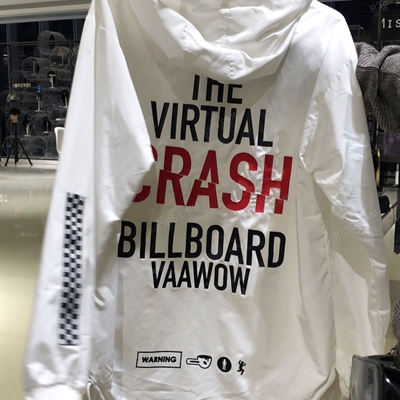 THE
VIRTUAL
CRASH
BILLBOARD
VAAWOW
WARNING